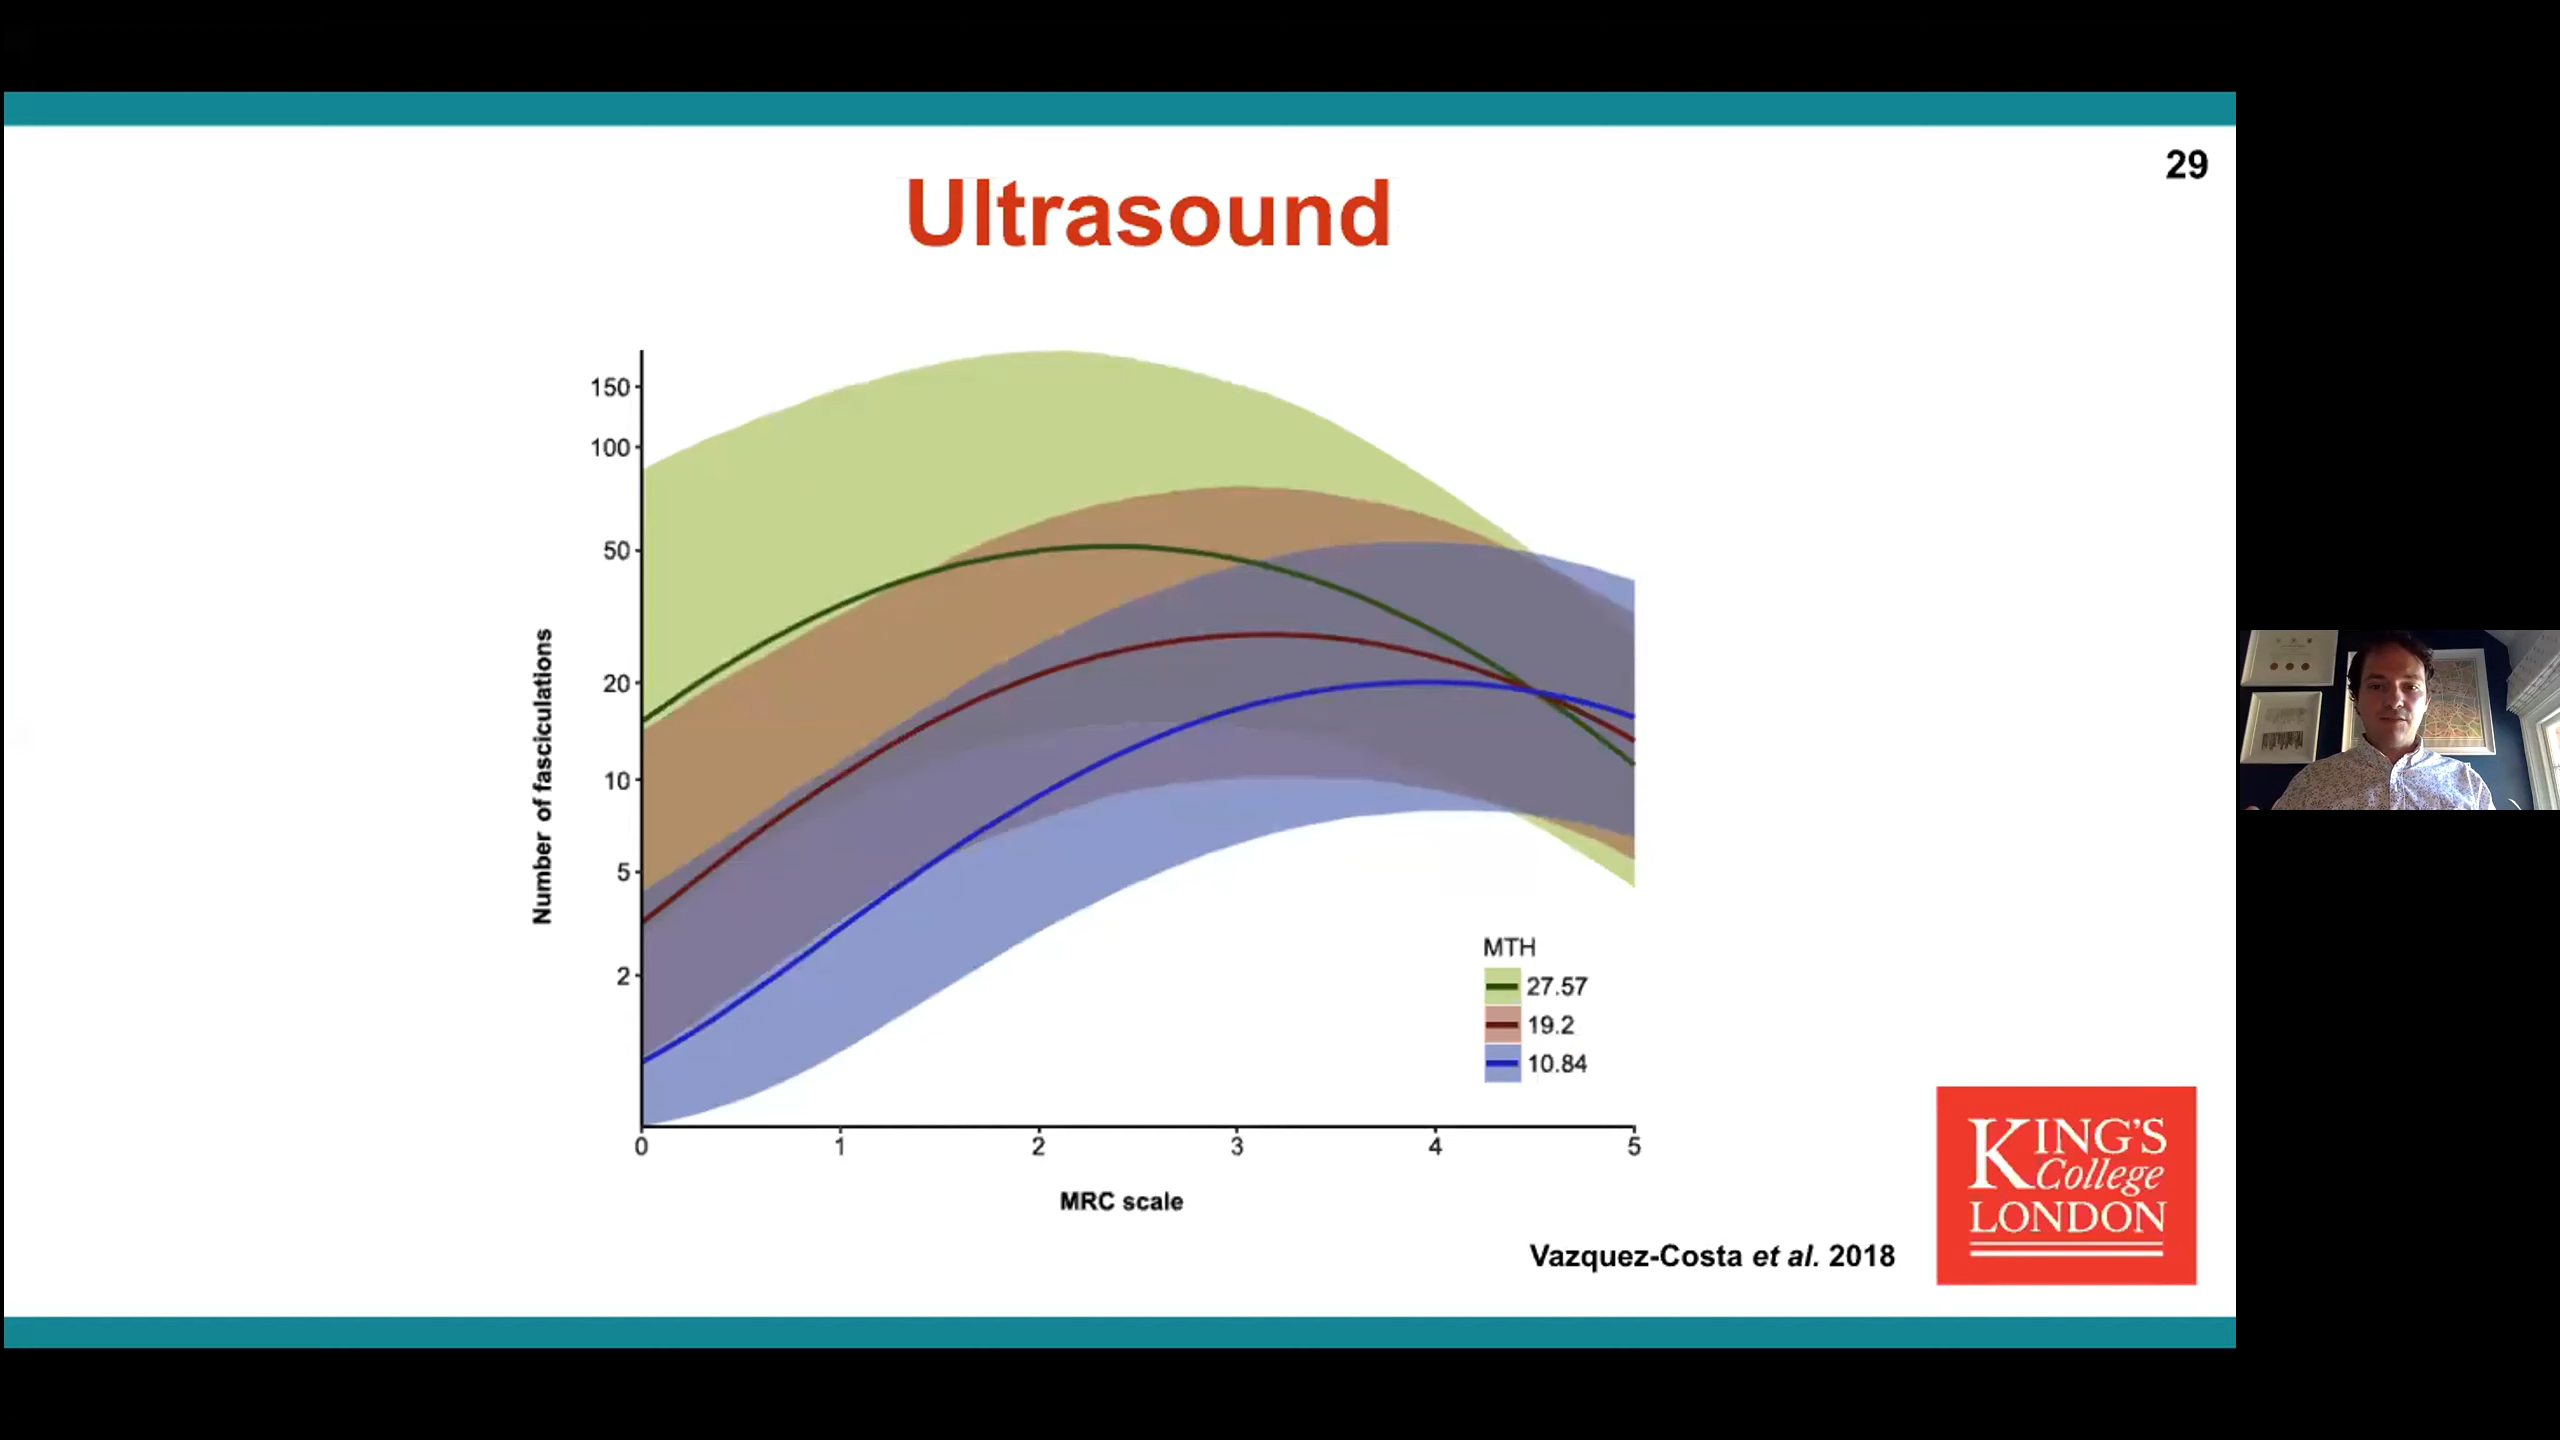 29
Ultrasound
150
100
50
20
10
5
2
Number of fasciculations
0 1 2 3 4 5
MRC scale
MTH
27.57
19.2
10.84
Vazquez-Costa et al. 2018
KING'S
College
LONDON